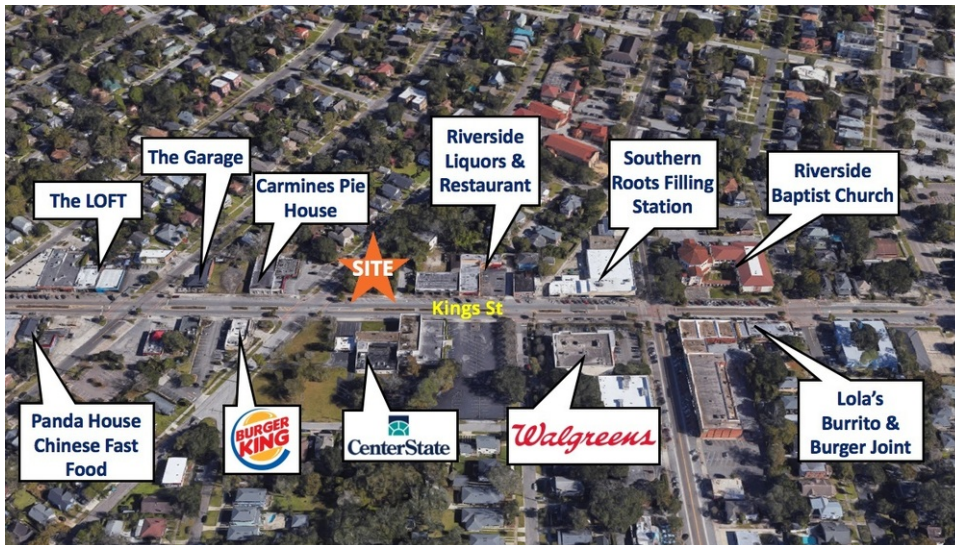 The LOFT
The Garage
Carmines Pie
House
Riverside
Liquors &
Restaurant
Southern
Roots Filling
Station
Riverside
Baptist Church
SITE
Kings St
Panda House
Chinese Fast
Food
BURGER
KING
CenterState
Walgreens
Lola's
Burrito &
Burger Joint